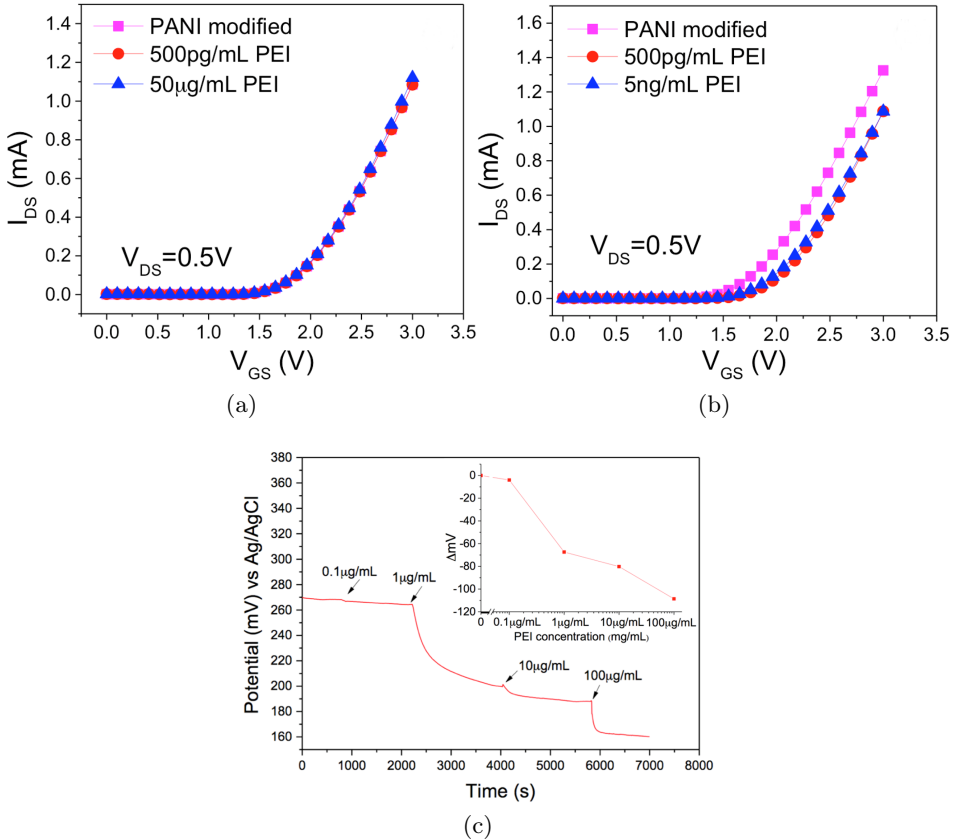 PANI modified
500pg/mL PEI
50μg/mL PEI
V_DS=0.5V
I_DS (mA)
1.4
1.2
1.0
0.8
0.6
0.4
0.2
0.0
0.0 0.5 1.0 1.5 2.0 2.5 3.0 3.5
V_GS (V)
(a)
PANI modified
500pg/mL PEI
5ng/mL PEI
V_DS=0.5V
I_DS (mA)
1.6
1.4
1.2
1.0
0.8
0.6
0.4
0.2
0.0
0.0 0.5 1.0 1.5 2.0 2.5 3.0 3.5
V_GS (V)
(b)
Potential (mV) vs Ag/AgCl
380
360
340
320
300
280
260
240
220
200
180
160
0.1μg/mL
1μg/mL
10μg/mL
100μg/mL
ΔmV
0
-20
-40
-60
-80
-100
-120
0 0.1μg/mL 1μg/mL 10μg/mL 100μg/mL
PEI concentration (mg/mL)
0 1000 2000 3000 4000 5000 6000 7000 8000
Time (s)
(c)